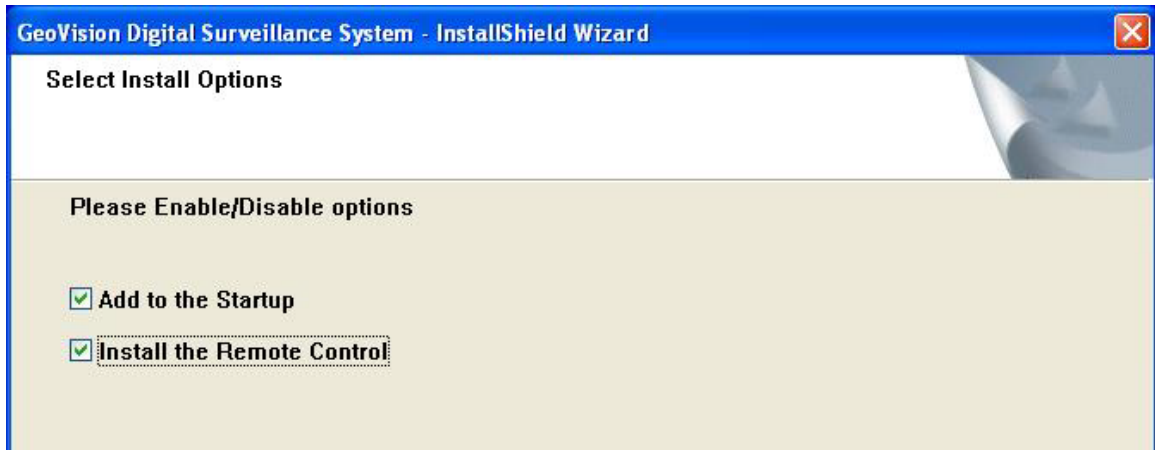 GeoVision Digital Surveillance System - InstallShield Wizard
Select Install Options
Please Enable/Disable options
Add to the Startup
Install the Remote Control